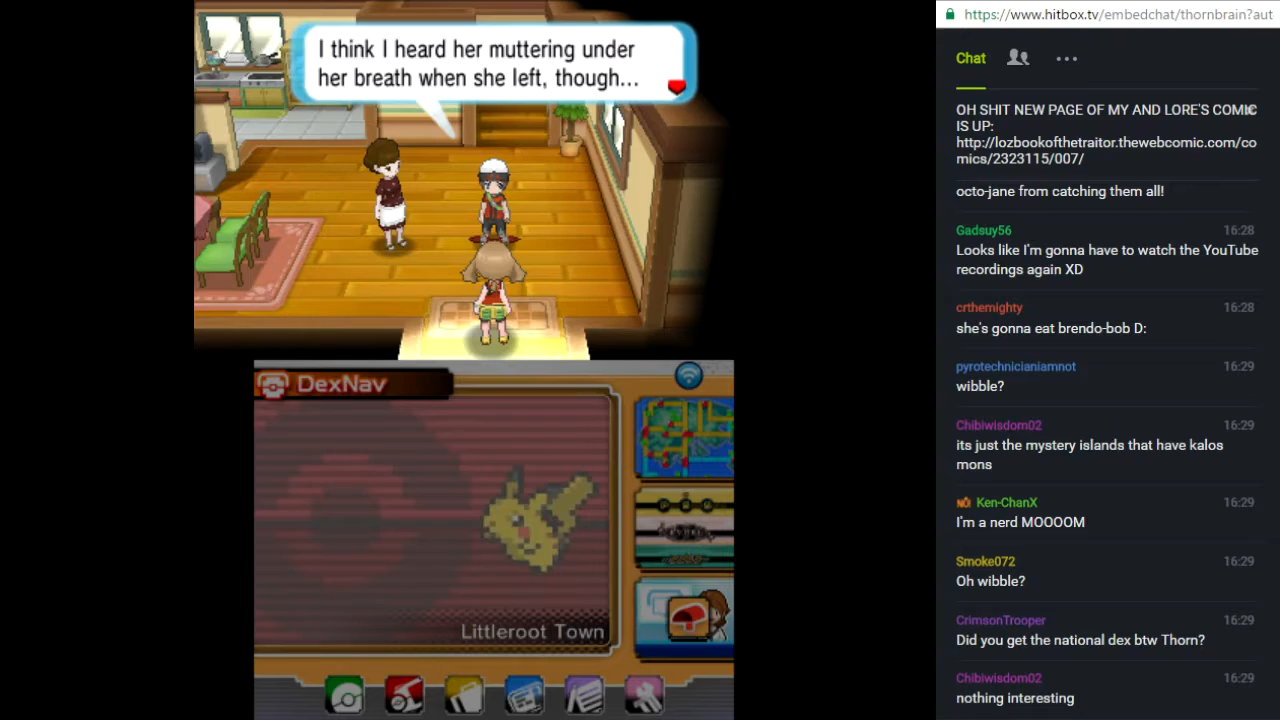 I think I heard her muttering under
her breath when she left, though...
DexNav
Littleroot Town
https://www.hitbox.tv/embedchat/thornbrain?aut
Chat
OH SHIT NEW PAGE OF MY AND LORE'S COMIC
IS UP:
http://lozbookofthetraitor.thewebcomic.com/co
mics/2323115/007/
octo-jane from catching them all!
Gadsuy56 16:28
Looks like I'm gonna have to watch the YouTube
recordings again XD
crthemighty 16:28
she's gonna eat brendo-bob D:
pyrotechnicianiamnot 16:29
wibble?
Chibiwisdom02 16:29
its just the mystery islands that have kalos
mons
NO! Ken-ChanX 16:29
I'm a nerd MOOOOM
Smoke072 16:29
Oh wibble?
CrimsonTrooper 16:29
Did you get the national dex btw Thorn?
Chibiwisdom02 16:29
nothing interesting